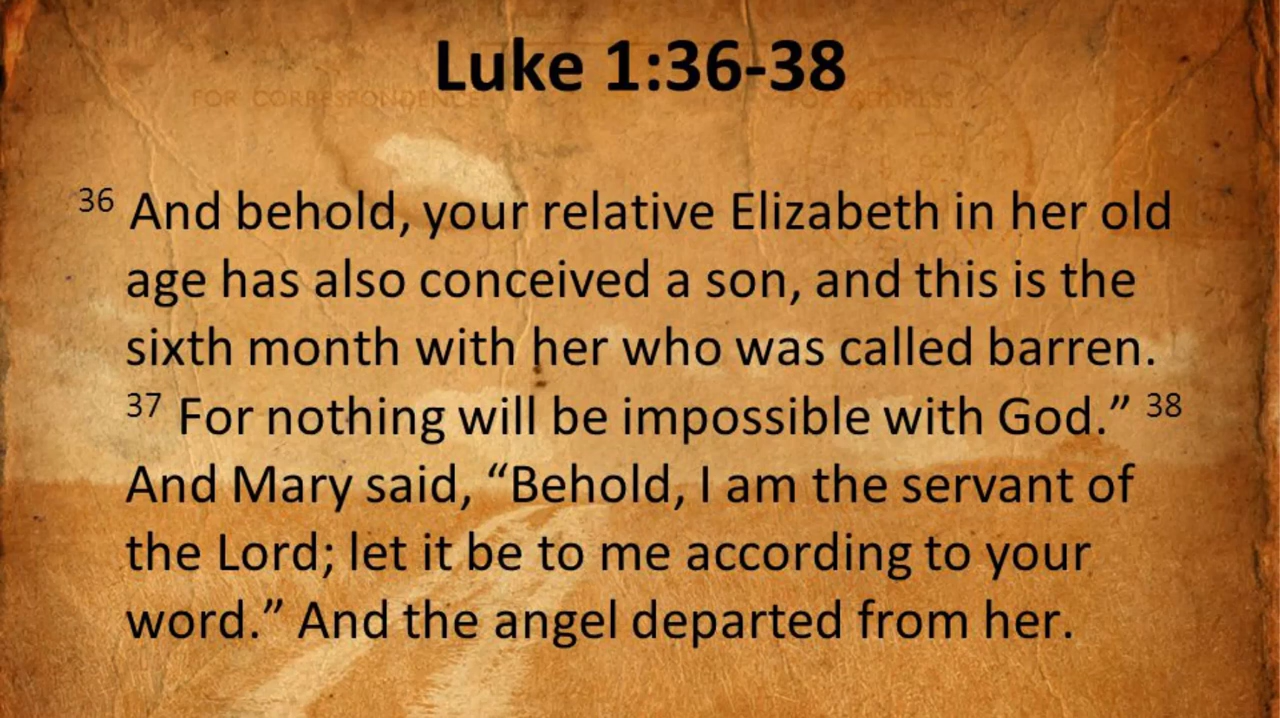 Luke 1:36-38
FOR CORRESPONDENCE FOR ADDRESS
36 And behold, your relative Elizabeth in her old
age has also conceived a son, and this is the
sixth month with her who was called barren.
37 For nothing will be impossible with God.” 38
And Mary said, “Behold, I am the servant of
the Lord; let it be to me according to your
word.” And the angel departed from her.